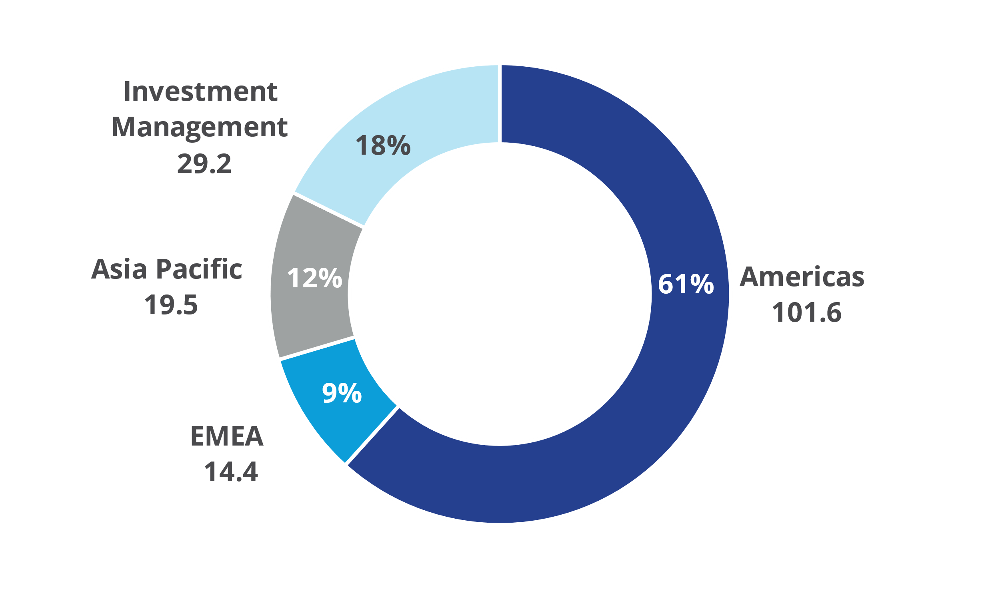 Investment
Management
29.2
18%
Asia Pacific
19.5
12%
61%
Americas
101.6
9%
EMEA
14.4